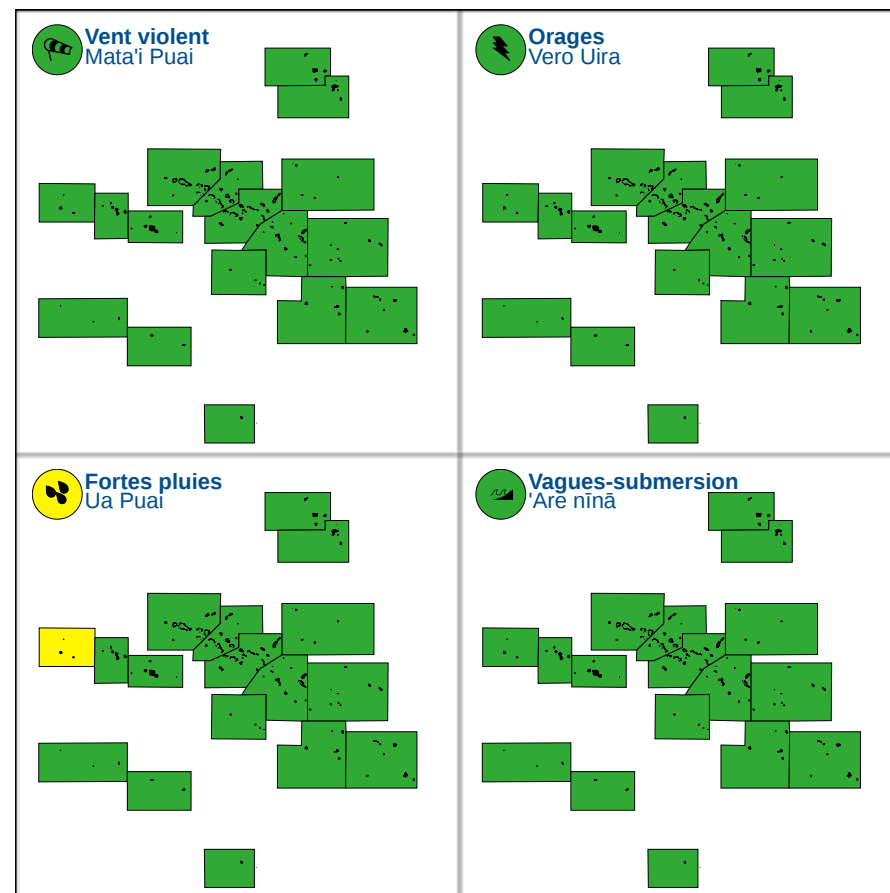 Vent violent
Mata'i Puai
Orages
Vero Uira
Fortes pluies
Ua Puai
Vagues-submersion
'Are nīnā